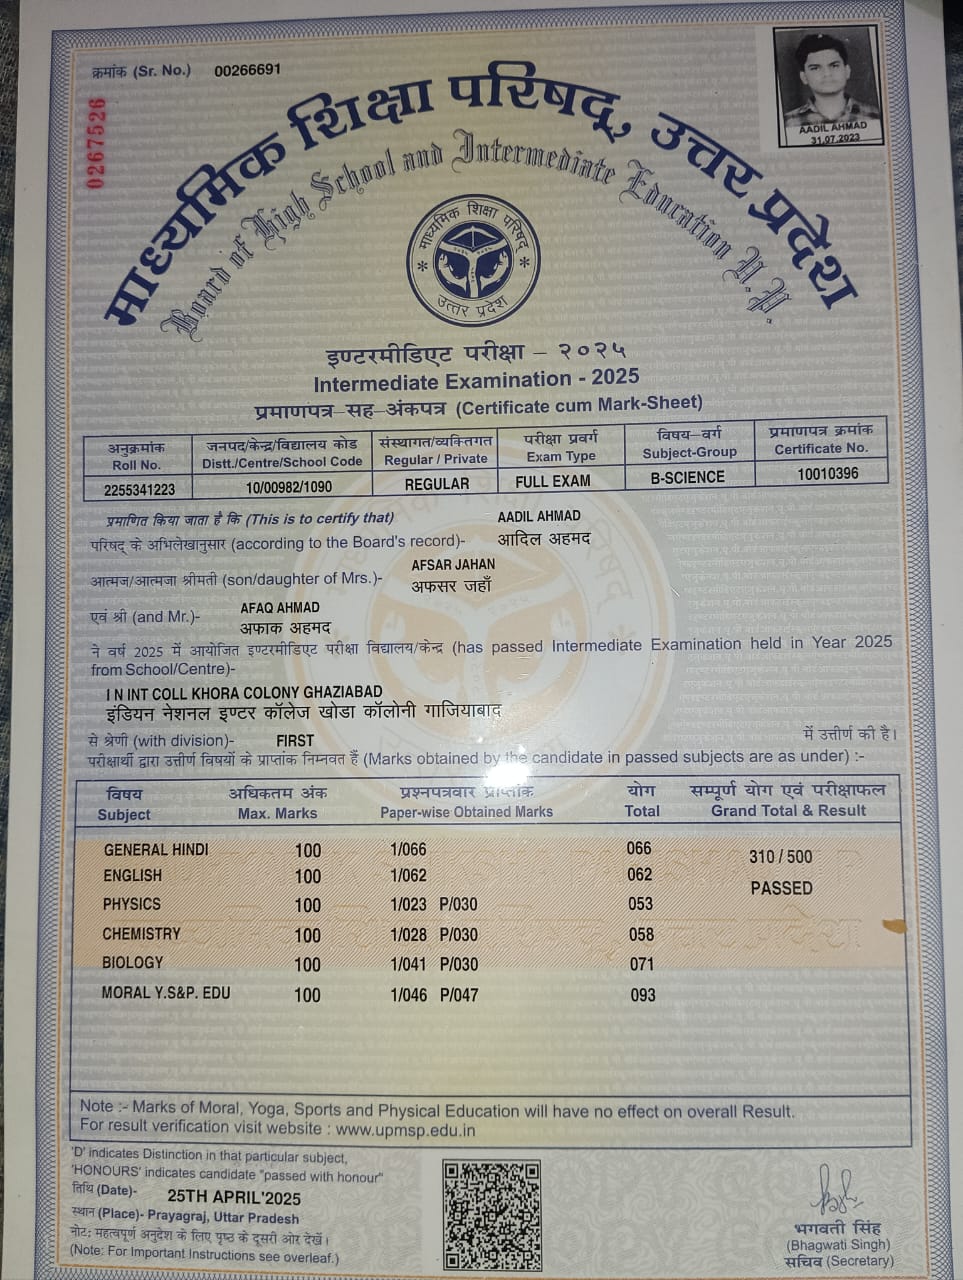 क्रमांक (Sr. No.) 00266691
0267526
AADIL AHMAD
31.07.2023
माध्यमिक शिक्षा परिषद्, उत्तर प्रदेश
Board of High School and Intermediate Education U.P.
माध्यमिक शिक्षा परिषद्
उत्तर प्रदेश
इण्टरमीडिएट परीक्षा – २०२५
Intermediate Examination - 2025
प्रमाणपत्र–सह–अंकपत्र (Certificate cum Mark-Sheet)
अनुक्रमांक जनपद/केन्द्र/विद्यालय कोड संस्थागत/व्यक्तिगत परीक्षा प्रवर्ग विषय–वर्ग प्रमाणपत्र क्रमांक
Roll No. Distt./Centre/School Code Regular / Private Exam Type Subject-Group Certificate No.
2255341223 10/00982/1090 REGULAR FULL EXAM B-SCIENCE 10010396
प्रमाणित किया जाता है कि (This is to certify that) AADIL AHMAD
परिषद् के अभिलेखानुसार (according to the Board's record)- आदिल अहमद
AFSAR JAHAN
आत्मज/आत्मजा श्रीमती (son/daughter of Mrs.)- अफसर जहाँ
AFAQ AHMAD
एवं श्री (and Mr.)- अफाक अहमद
ने वर्ष 2025 में आयोजित इण्टरमीडिएट परीक्षा विद्यालय/केन्द्र (has passed Intermediate Examination held in Year 2025
from School/Centre)-
I N INT COLL KHORA COLONY GHAZIABAD
इंडियन नेशनल इण्टर कॉलेज खोडा कॉलोनी गाजियाबाद
से श्रेणी (with division)- FIRST में उत्तीर्ण की है।
परीक्षार्थी द्वारा उत्तीर्ण विषयों के प्राप्तांक निम्नवत हैं (Marks obtained by the candidate in passed subjects are as under) :-
विषय अधिकतम अंक प्रश्नपत्रवार प्राप्तांक योग सम्पूर्ण योग एवं परीक्षाफल
Subject Max. Marks Paper-wise Obtained Marks Total Grand Total & Result
GENERAL HINDI 100 1/066 066 310 / 500
ENGLISH 100 1/062 062 PASSED
PHYSICS 100 1/023 P/030 053
CHEMISTRY 100 1/028 P/030 058
BIOLOGY 100 1/041 P/030 071
MORAL Y.S&P. EDU 100 1/046 P/047 093
Note :- Marks of Moral, Yoga, Sports and Physical Education will have no effect on overall Result.
For result verification visit website : www.upmsp.edu.in
'D' indicates Distinction in that particular subject,
'HONOURS' indicates candidate "passed with honour"
तिथि (Date)- 25TH APRIL'2025
स्थान (Place)- Prayagraj, Uttar Pradesh
नोट: महत्वपूर्ण अनुदेश के लिए पृष्ठ के दूसरी ओर देखें।
(Note: For Important Instructions see overleaf.)
भगवती सिंह
(Bhagwati Singh)
सचिव (Secretary)